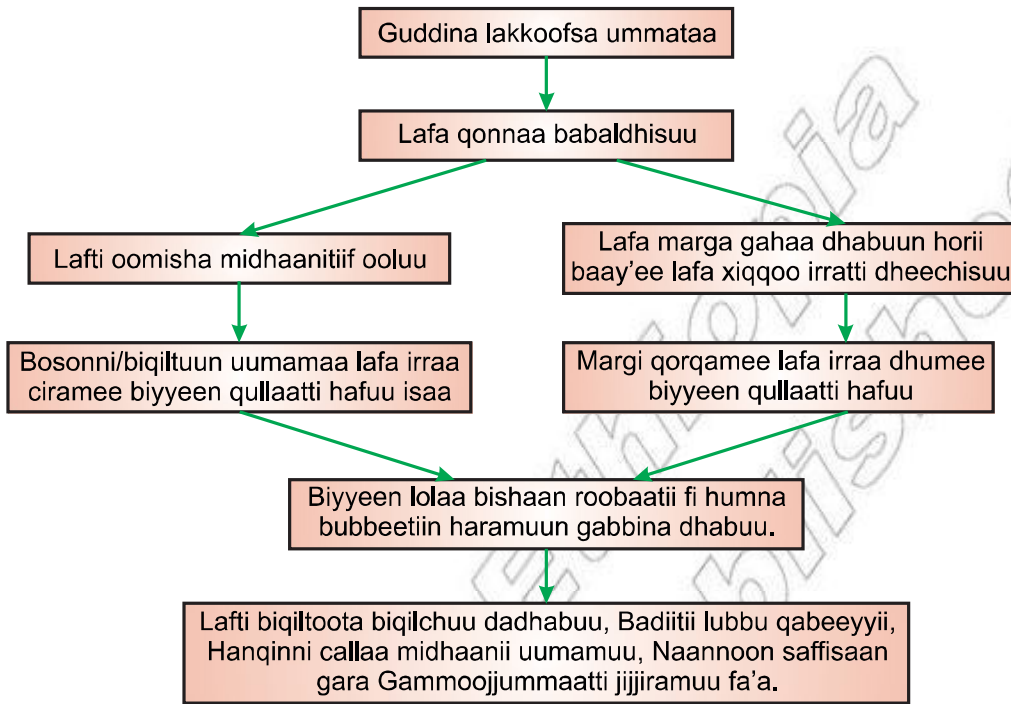 Guddina lakkoofsa ummataa
Lafa qonnaa babaldhisuu
Lafti oomisha midhaanitiif ooluu
Lafa marga gahaa dhabuun horii
baay’ee lafa xiqqoo irratti dheechisuu
Bosonni/biqiltuun uumamaa lafa irraa
ciramee biyyeen qullaatti hafuu isaa
Margi qorqamee lafa irraa dhumee
biyyeen qullaatti hafuu
Biyyeen lolaa bishaan roobaatii fi humna
bubbeetiin haramuun gabbina dhabuu.
Lafti biqiltoota biqilchuu dadhabuu, Badiitii lubbu qabeeyyii,
Hanqinni callaa midhaanii uumamuu, Naannoon saffisaan
gara Gammoojjummaatti jijjiramuu fa’a.